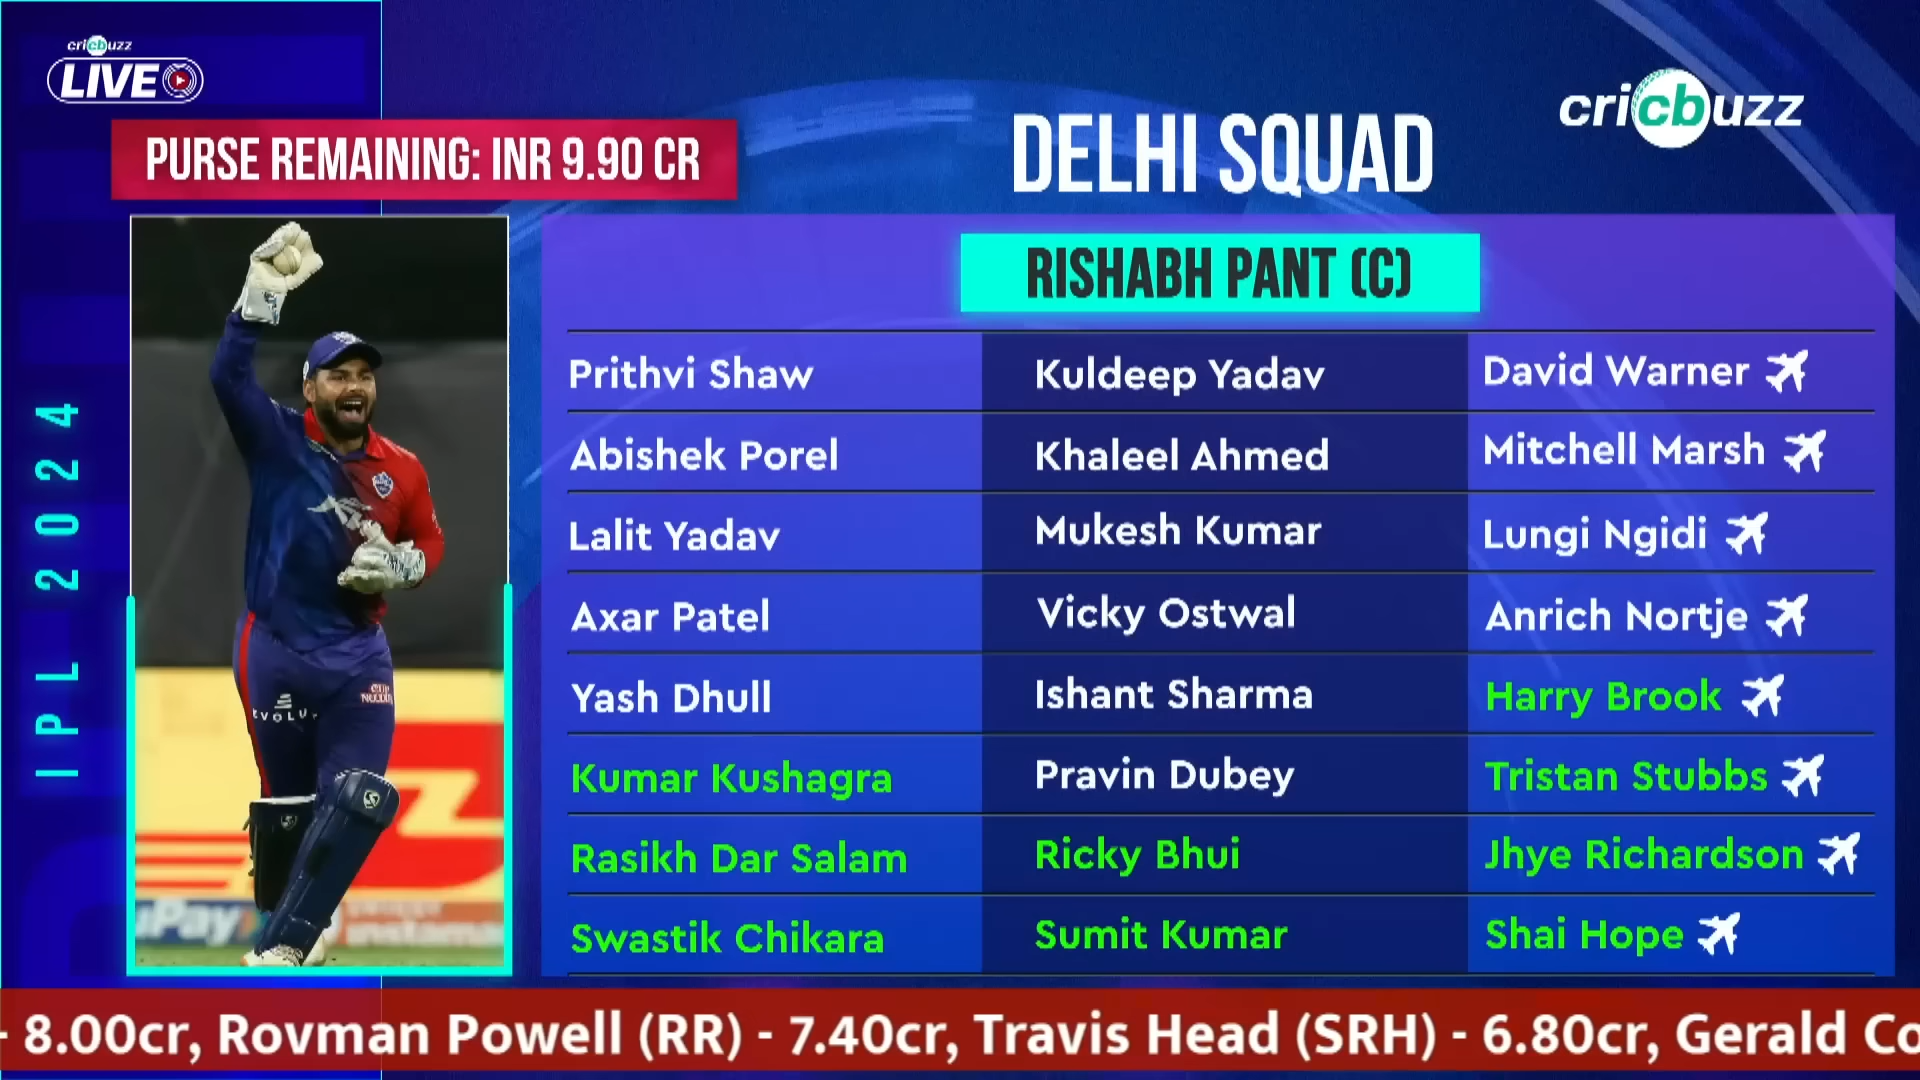 cricbuzz
LIVE
cricbuzz
PURSE REMAINING: INR 9.90 CR
DELHI SQUAD
RISHABH PANT (C)
Prithvi Shaw Kuldeep Yadav David Warner
Abishek Porel Khaleel Ahmed Mitchell Marsh
Lalit Yadav Mukesh Kumar Lungi Ngidi
Axar Patel Vicky Ostwal Anrich Nortje
Yash Dhull Ishant Sharma Harry Brook
Kumar Kushagra Pravin Dubey Tristan Stubbs
Rasikh Dar Salam Ricky Bhui Jhye Richardson
Swastik Chikara Sumit Kumar Shai Hope
IPL 2024
- 8.00cr, Rovman Powell (RR) - 7.40cr, Travis Head (SRH) - 6.80cr, Gerald Co